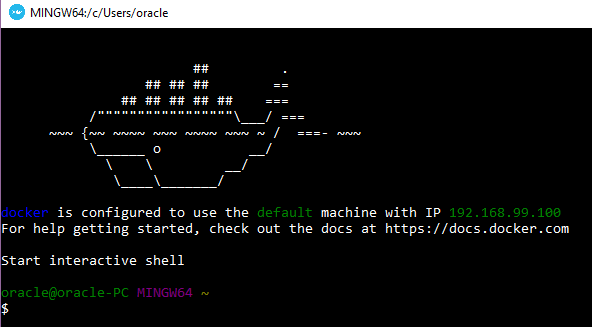 MINGW64:/c/Users/oracle
##         .
## ## ##        ==
## ## ## ## ##    ===
/"""""""""""""""""\___/ ===
~~~ {~~ ~~~~ ~~~ ~~~~ ~~~ ~ /  ===- ~~~
\______ o           __/
\    \         __/
\____\_______/
docker is configured to use the default machine with IP 192.168.99.100
For help getting started, check out the docs at https://docs.docker.com
Start interactive shell
oracle@oracle-PC MINGW64 ~
$